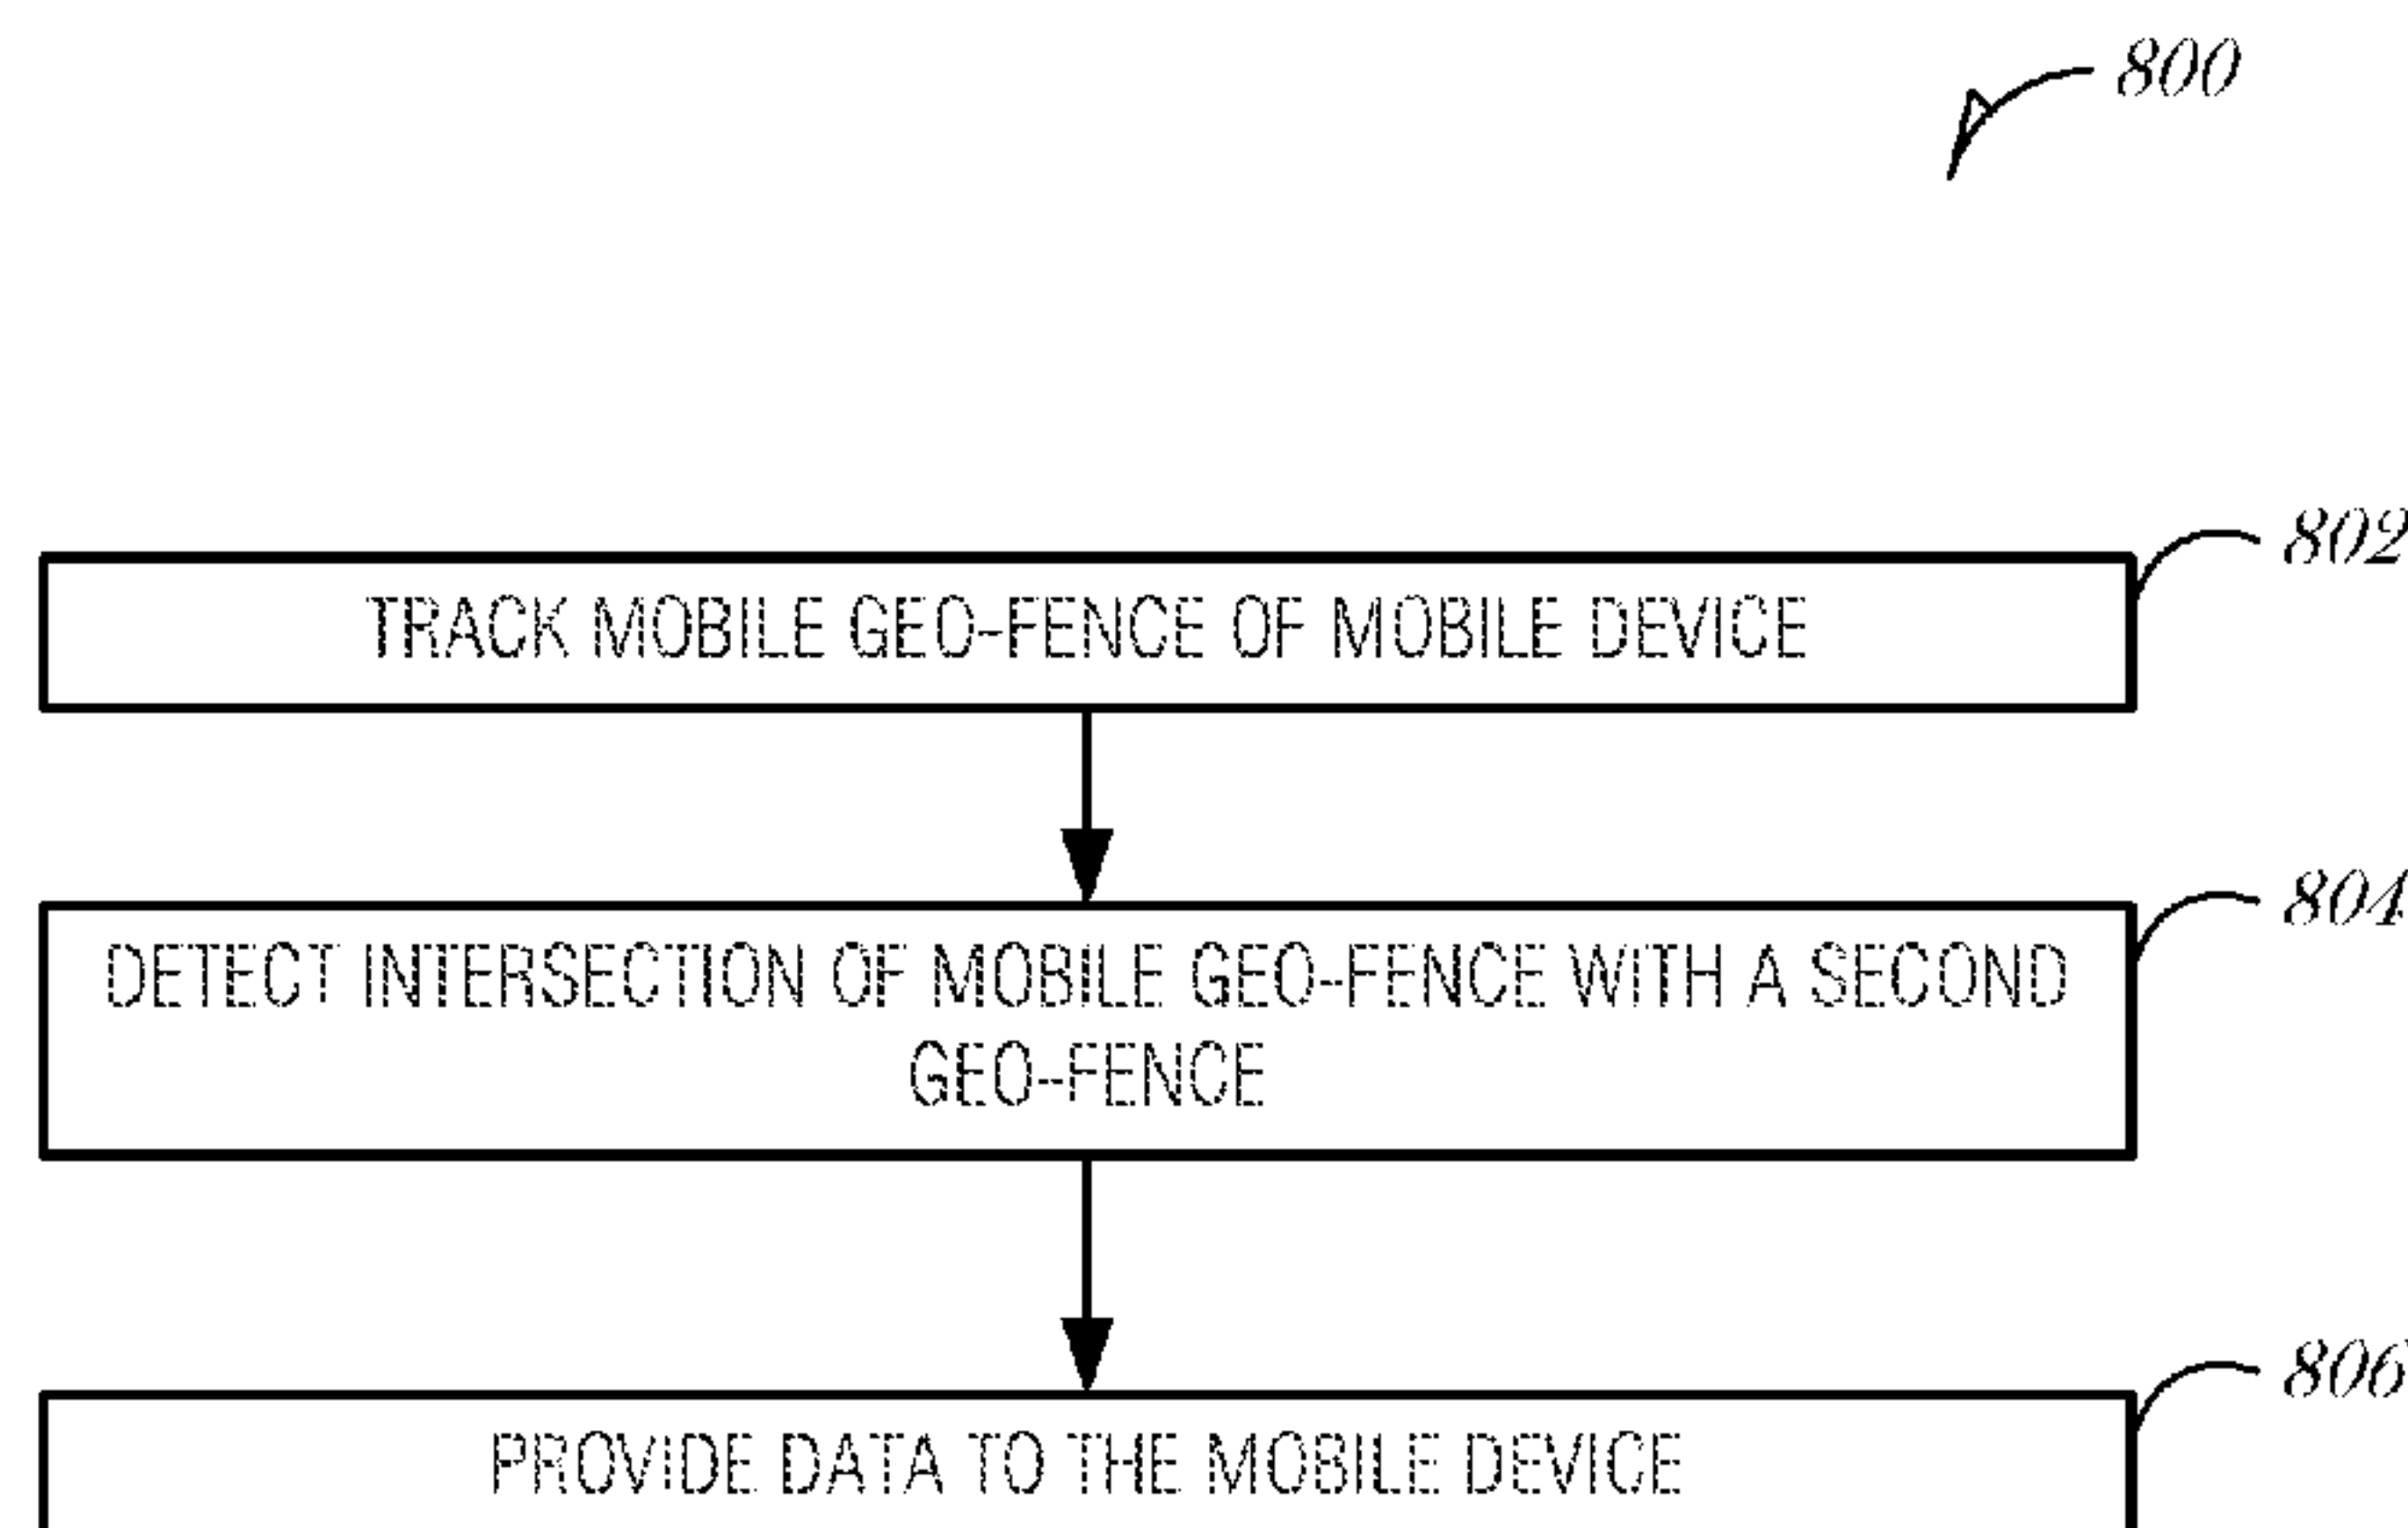 800
802
TRACK MOBILE GEO-FENCE OF MOBILE DEVICE
804
DETECT INTERSECTION OF MOBILE GEO-FENCE WITH A SECOND
GEO-FENCE
806
PROVIDE DATA TO THE MOBILE DEVICE